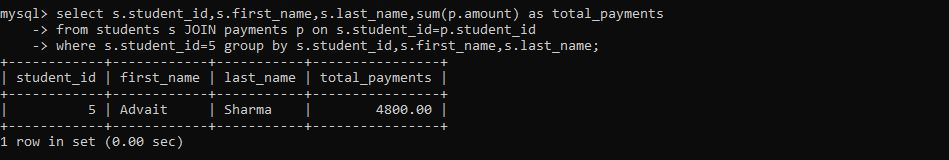 mysql> select s.student_id,s.first_name,s.last_name,sum(p.amount) as total_payments
    -> from students s JOIN payments p on s.student_id=p.student_id
    -> where s.student_id=5 group by s.student_id,s.first_name,s.last_name;
+------------+------------+-----------+----------------+
| student_id | first_name | last_name | total_payments |
+------------+------------+-----------+----------------+
|          5 | Advait     | Sharma    |        4800.00 |
+------------+------------+-----------+----------------+
1 row in set (0.00 sec)